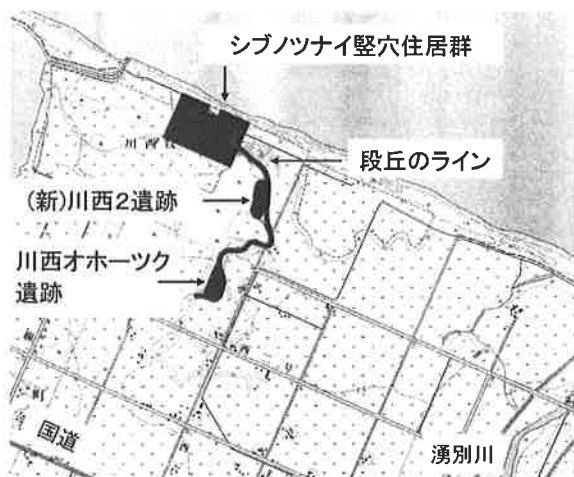 シブノツナイ竪穴住居群
段丘のライン
(新)川西2遺跡
川西オホーツク
遺跡
国道
湧別川